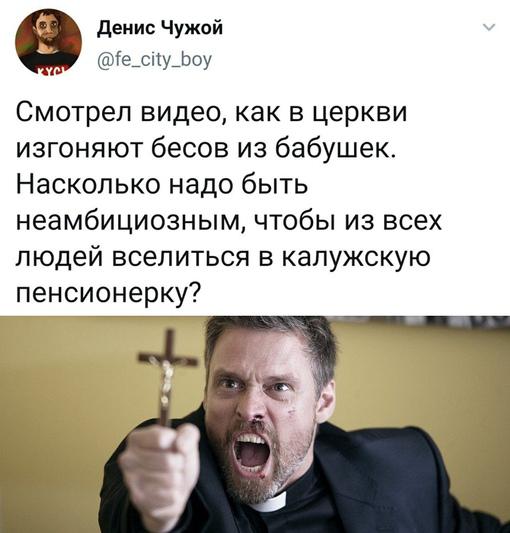 Денис Чужой
@fe_city_boy
КУСЬ
Смотрел видео, как в церкви
изгоняют бесов из бабушек.
Насколько надо быть
неамбициозным, чтобы из всех
людей вселиться в калужскую
пенсионерку?